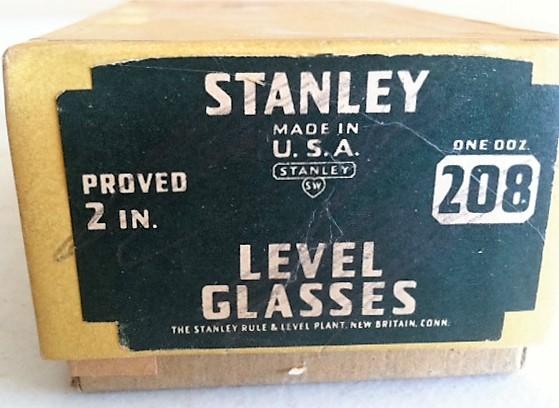 STANLEY
MADE IN
U.S.A.
STANLEY
SW
PROVED
2 IN.
ONE DOZ.
208
LEVEL
GLASSES
THE STANLEY RULE & LEVEL PLANT, NEW BRITAIN, CONN.